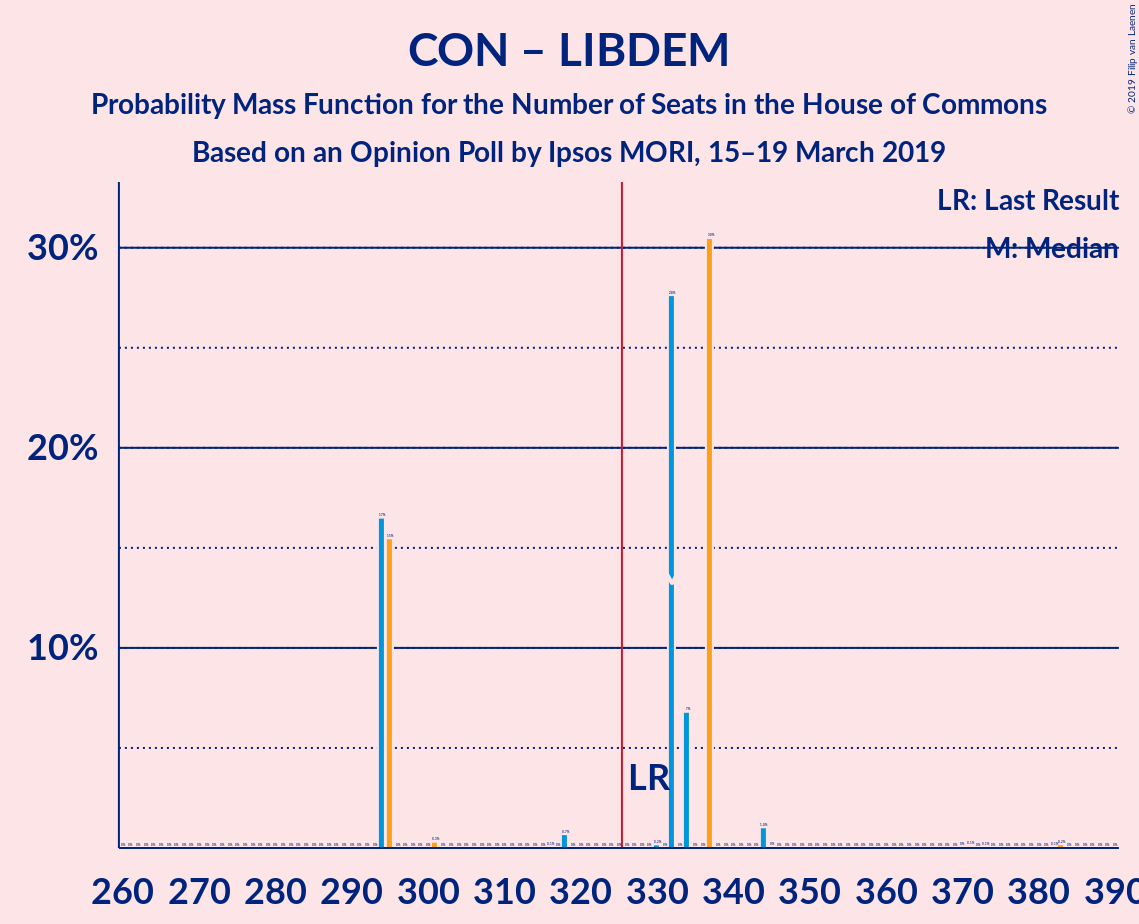 CON – LIBDEM
Probability Mass Function for the Number of Seats in the House of Commons
Based on an Opinion Poll by Ipsos MORI, 15–19 March 2019
© 2019 Filip van Laenen
LR: Last Result
M: Median
30%
20%
10%
LR
260 270 280 290 300 310 320 330 340 350 360 370 380 390